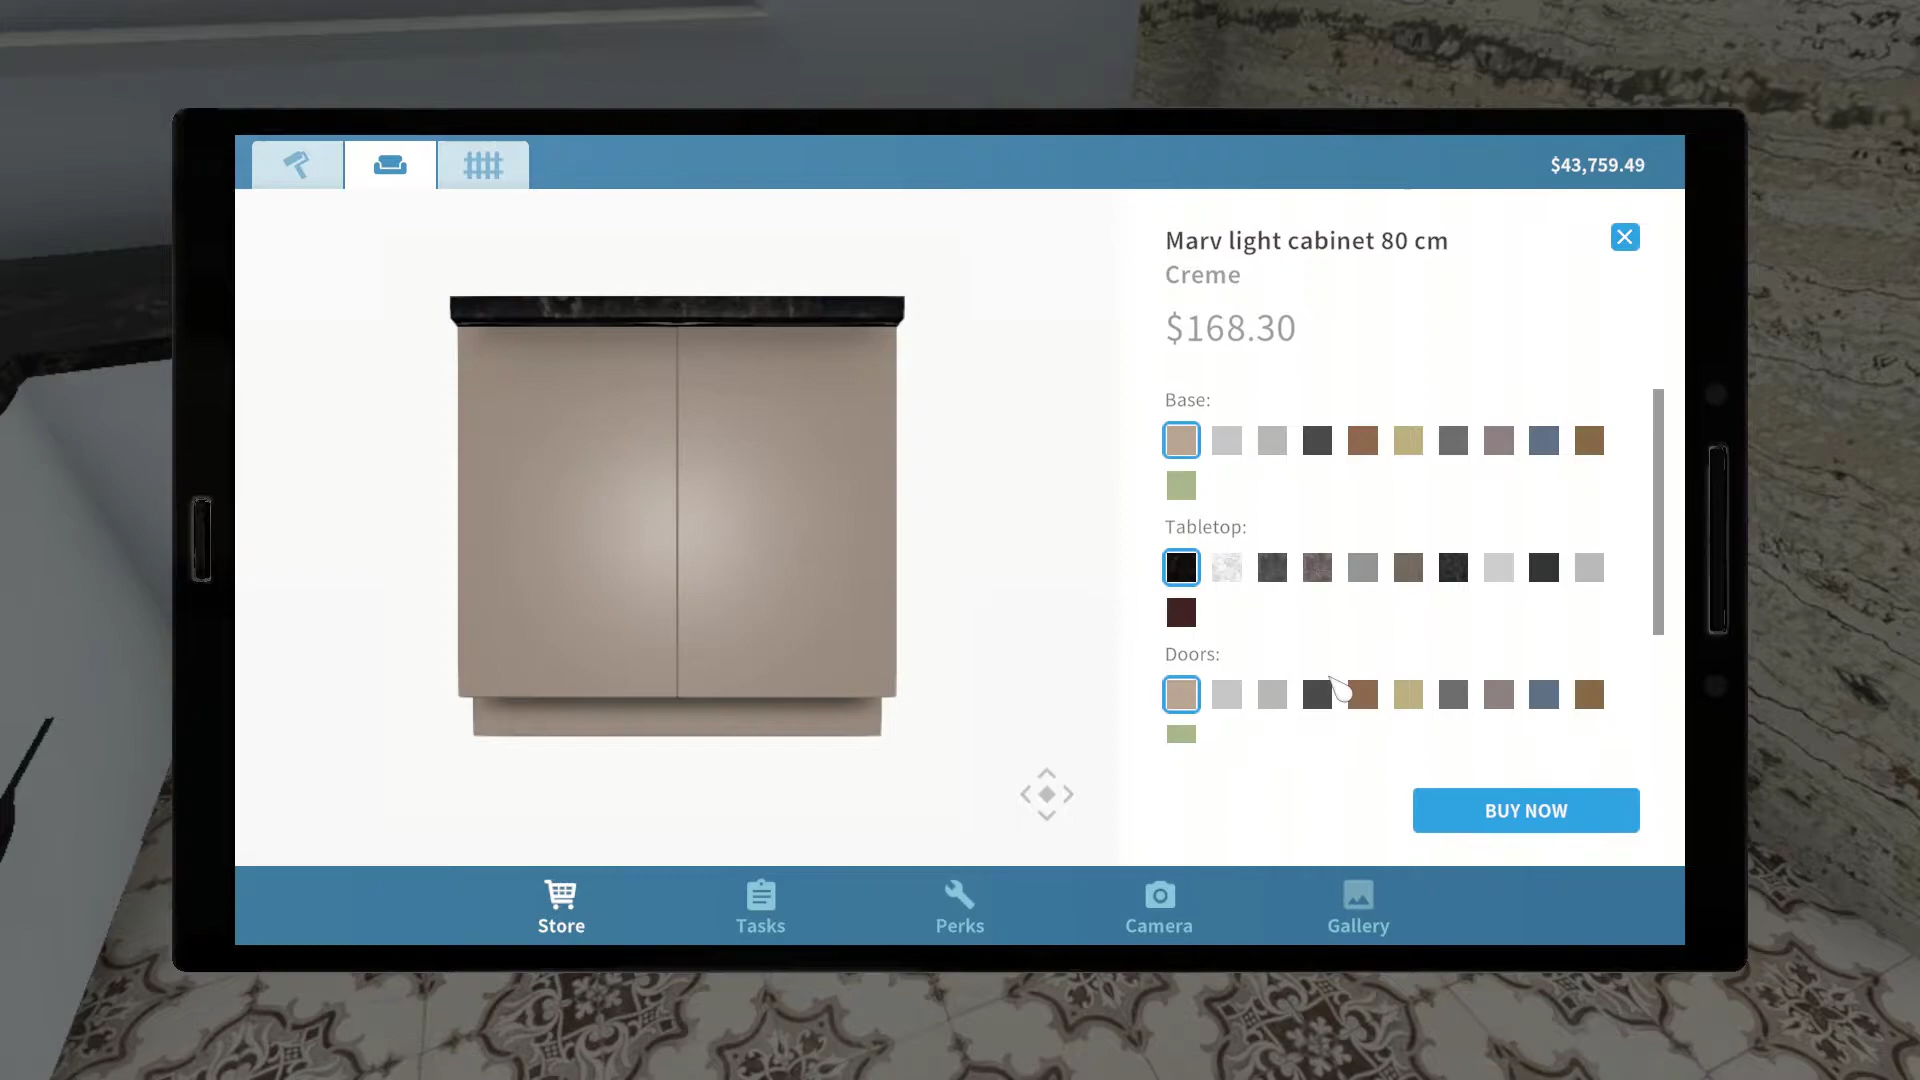 $43,759.49
Marv light cabinet 80 cm
Creme
$168.30
Base:
Tabletop:
Doors:
BUY NOW
Store
Tasks
Perks
Camera
Gallery